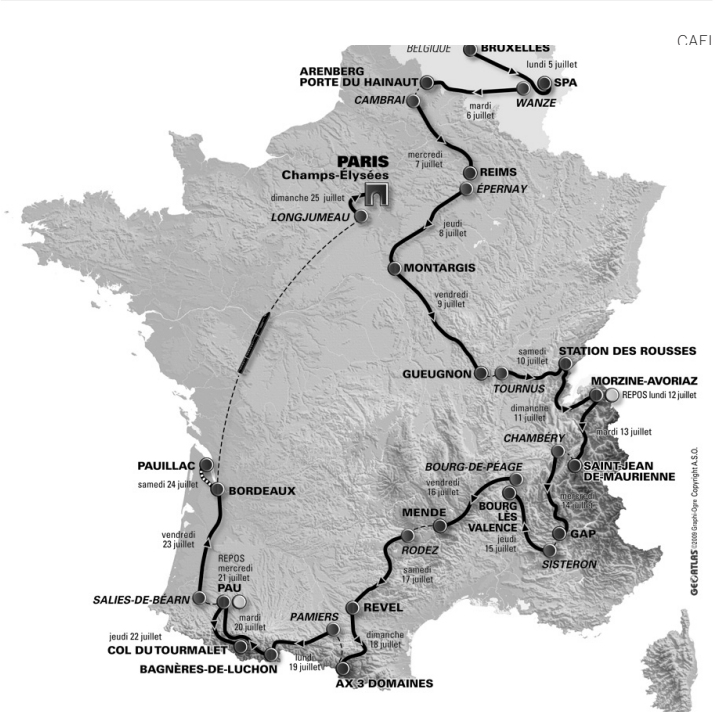 CAFI
BELGIQUE
BRUXELLES
lundi 5 juillet
ARENBERG
PORTE DU HAINAUT
SPA
CAMBRAI
WANZE
mardi
6 juillet
mercredi
7 juillet
PARIS
Champs-Élysées
REIMS
ÉPERNAY
dimanche 25 juillet
LONGJUMEAU
jeudi
8 juillet
MONTARGIS
vendredi
9 juillet
samedi
10 juillet
STATION DES ROUSSES
GUEUGNON
TOURNUS
MORZINE-AVORIAZ
REPOS lundi 12 juillet
dimanche
11 juillet
mardi 13 juillet
CHAMBÉRY
PAUILLAC
BOURG-DE-PÉAGE
SAINT-JEAN
DE-MAURIENNE
samedi 24 juillet
BORDEAUX
vendredi
16 juillet
mercredi
14 juillet
BOURG
LÈS
VALENCE
MENDE
jeudi
15 juillet
GAP
vendredi
23 juillet
RODEZ
SISTERON
REPOS
mercredi
21 juillet
PAU
samedi
17 juillet
SALIES-DE-BÉARN
REVEL
mardi
20 juillet
PAMIERS
jeudi 22 juillet
dimanche
18 juillet
COL DU TOURMALET
lundi
19 juillet
BAGNÈRES-DE-LUCHON
AX 3 DOMAINES
GEOATLAS ©2009 Graphi-Ogre Copyright A.S.O.